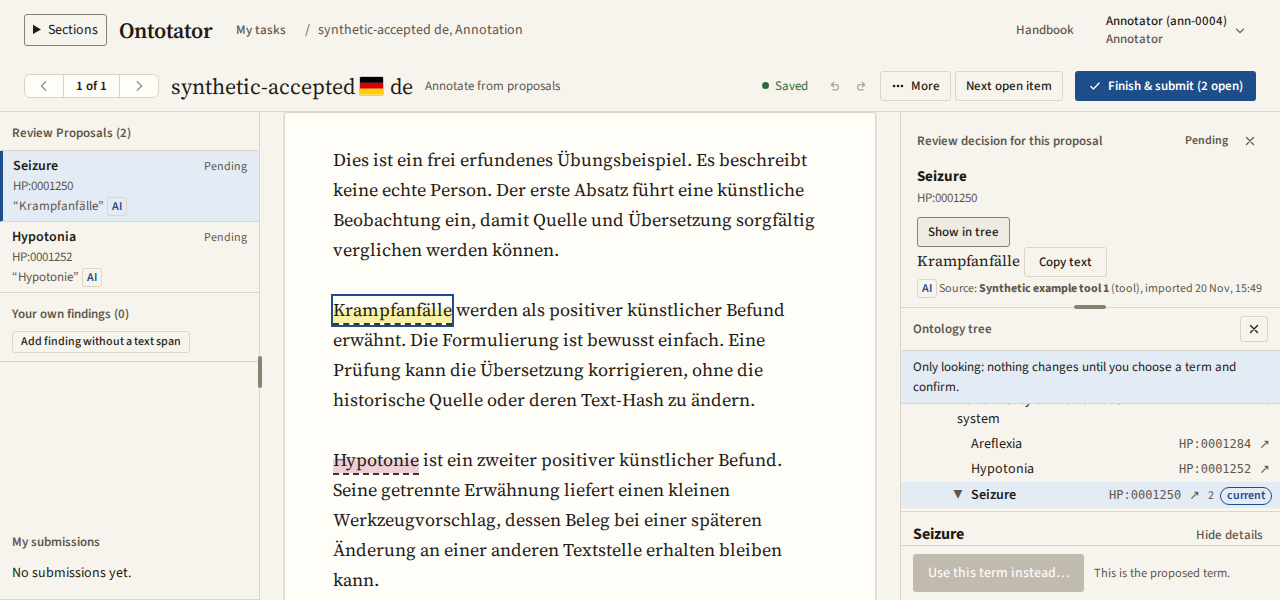 ▶ Sections Ontotator My tasks / synthetic-accepted de, Annotation Handbook Annotator (ann-0004)
Annotator
1 of 1 synthetic-accepted de Annotate from proposals Saved ••• More Next open item Finish & submit (2 open)
Review Proposals (2)
Seizure Pending
HP:0001250
“Krampfanfälle” AI
Hypotonia Pending
HP:0001252
“Hypotonie” AI
Your own findings (0)
Add finding without a text span
My submissions
No submissions yet.
Dies ist ein frei erfundenes Übungsbeispiel. Es beschreibt
keine echte Person. Der erste Absatz führt eine künstliche
Beobachtung ein, damit Quelle und Übersetzung sorgfältig
verglichen werden können.
Krampfanfälle werden als positiver künstlicher Befund
erwähnt. Die Formulierung ist bewusst einfach. Eine
Prüfung kann die Übersetzung korrigieren, ohne die
historische Quelle oder deren Text-Hash zu ändern.
Hypotonie ist ein zweiter positiver künstlicher Befund.
Seine getrennte Erwähnung liefert einen kleinen
Werkzeugvorschlag, dessen Beleg bei einer späteren
Änderung an einer anderen Textstelle erhalten bleiben
kann.
Review decision for this proposal Pending
Seizure
HP:0001250
Show in tree
Krampfanfälle Copy text
AI Source: Synthetic example tool 1 (tool), imported 20 Nov, 15:49
Ontology tree
Only looking: nothing changes until you choose a term and
confirm.
system
Areflexia HP:0001284 ↗
Hypotonia HP:0001252 ↗
▼ Seizure HP:0001250 ↗ 2 current
Seizure Hide details
Use this term instead… This is the proposed term.